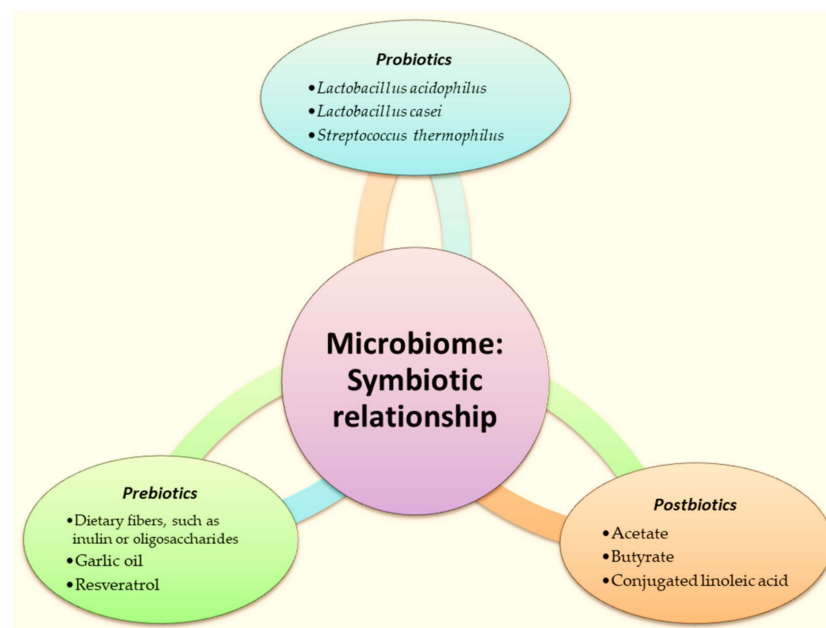 Probiotics
•Lactobacillus acidophilus
•Lactobacillus casei
•Streptococcus thermophilus
Microbiome:
Symbiotic
relationship
Prebiotics
•Dietary fibers, such as
inulin or oligosaccharides
•Garlic oil
•Resveratrol
Postbiotics
•Acetate
•Butyrate
•Conjugated linoleic acid